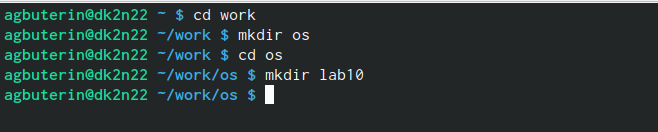 agbuterin@dk2n22 ~ $ cd work
agbuterin@dk2n22 ~/work $ mkdir os
agbuterin@dk2n22 ~/work $ cd os
agbuterin@dk2n22 ~/work/os $ mkdir lab10
agbuterin@dk2n22 ~/work/os $